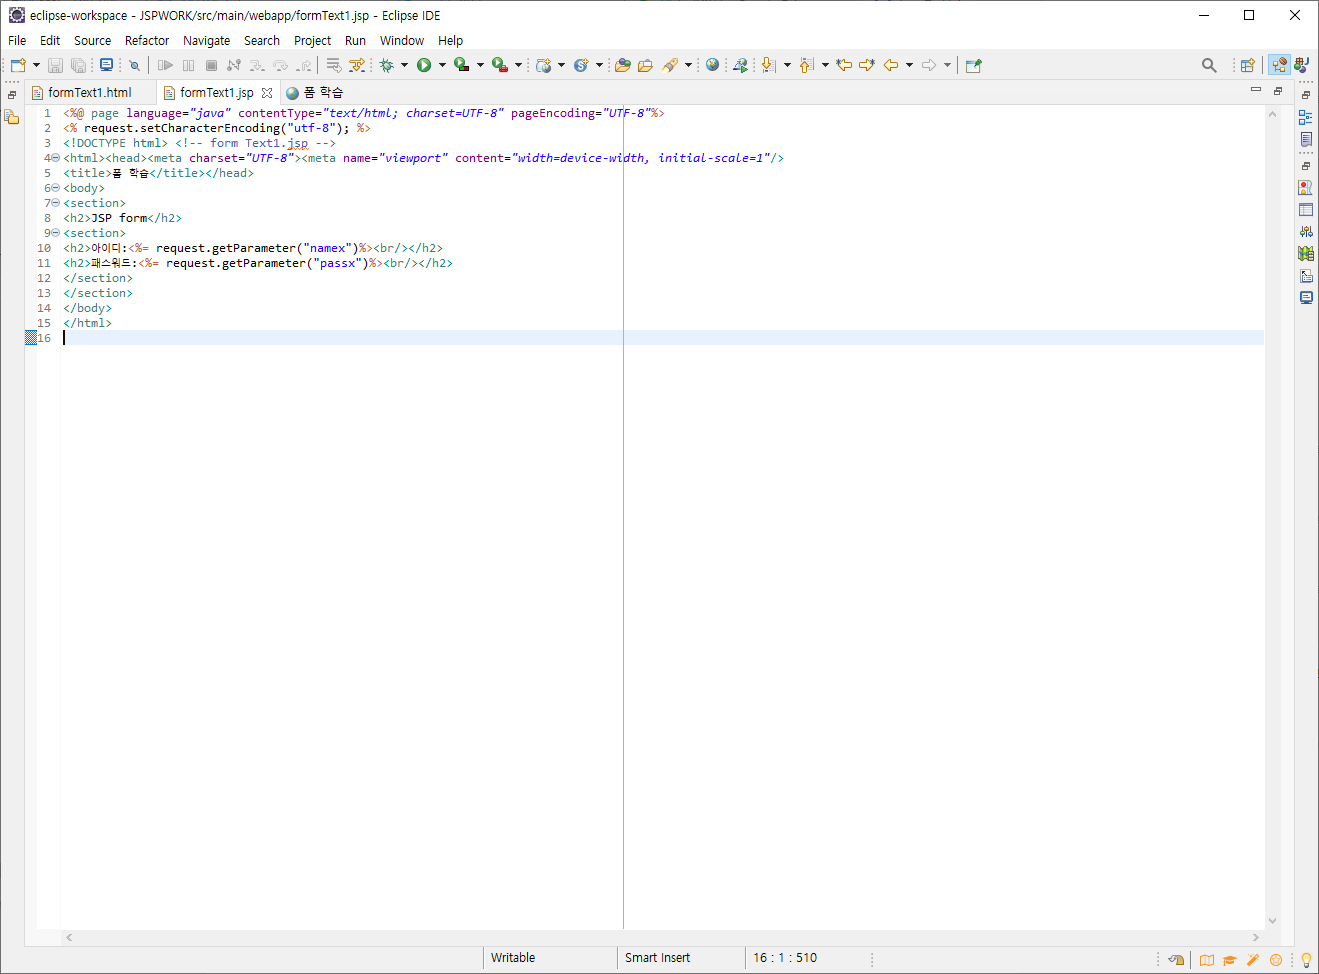 eclipse-workspace - JSPWORK/src/main/webapp/formText1.jsp - Eclipse IDE
File Edit Source Refactor Navigate Search Project Run Window Help
formText1.html formText1.jsp 폼 학습
1 <%@ page language="java" contentType="text/html; charset=UTF-8" pageEncoding="UTF-8"%>
2 <% request.setCharacterEncoding("utf-8"); %>
3 <!DOCTYPE html> <!-- form Text1.jsp -->
4 <html><head><meta charset="UTF-8"><meta name="viewport" content="width=device-width, initial-scale=1"/>
5 <title>폼 학습</title></head>
6 <body>
7 <section>
8 <h2>JSP form</h2>
9 <section>
10 <h2>아이디:<%= request.getParameter("namex")%><br/></h2>
11 <h2>패스워드:<%= request.getParameter("passx")%><br/></h2>
12 </section>
13 </section>
14 </body>
15 </html>
16
Writable Smart Insert 16 : 1 : 510